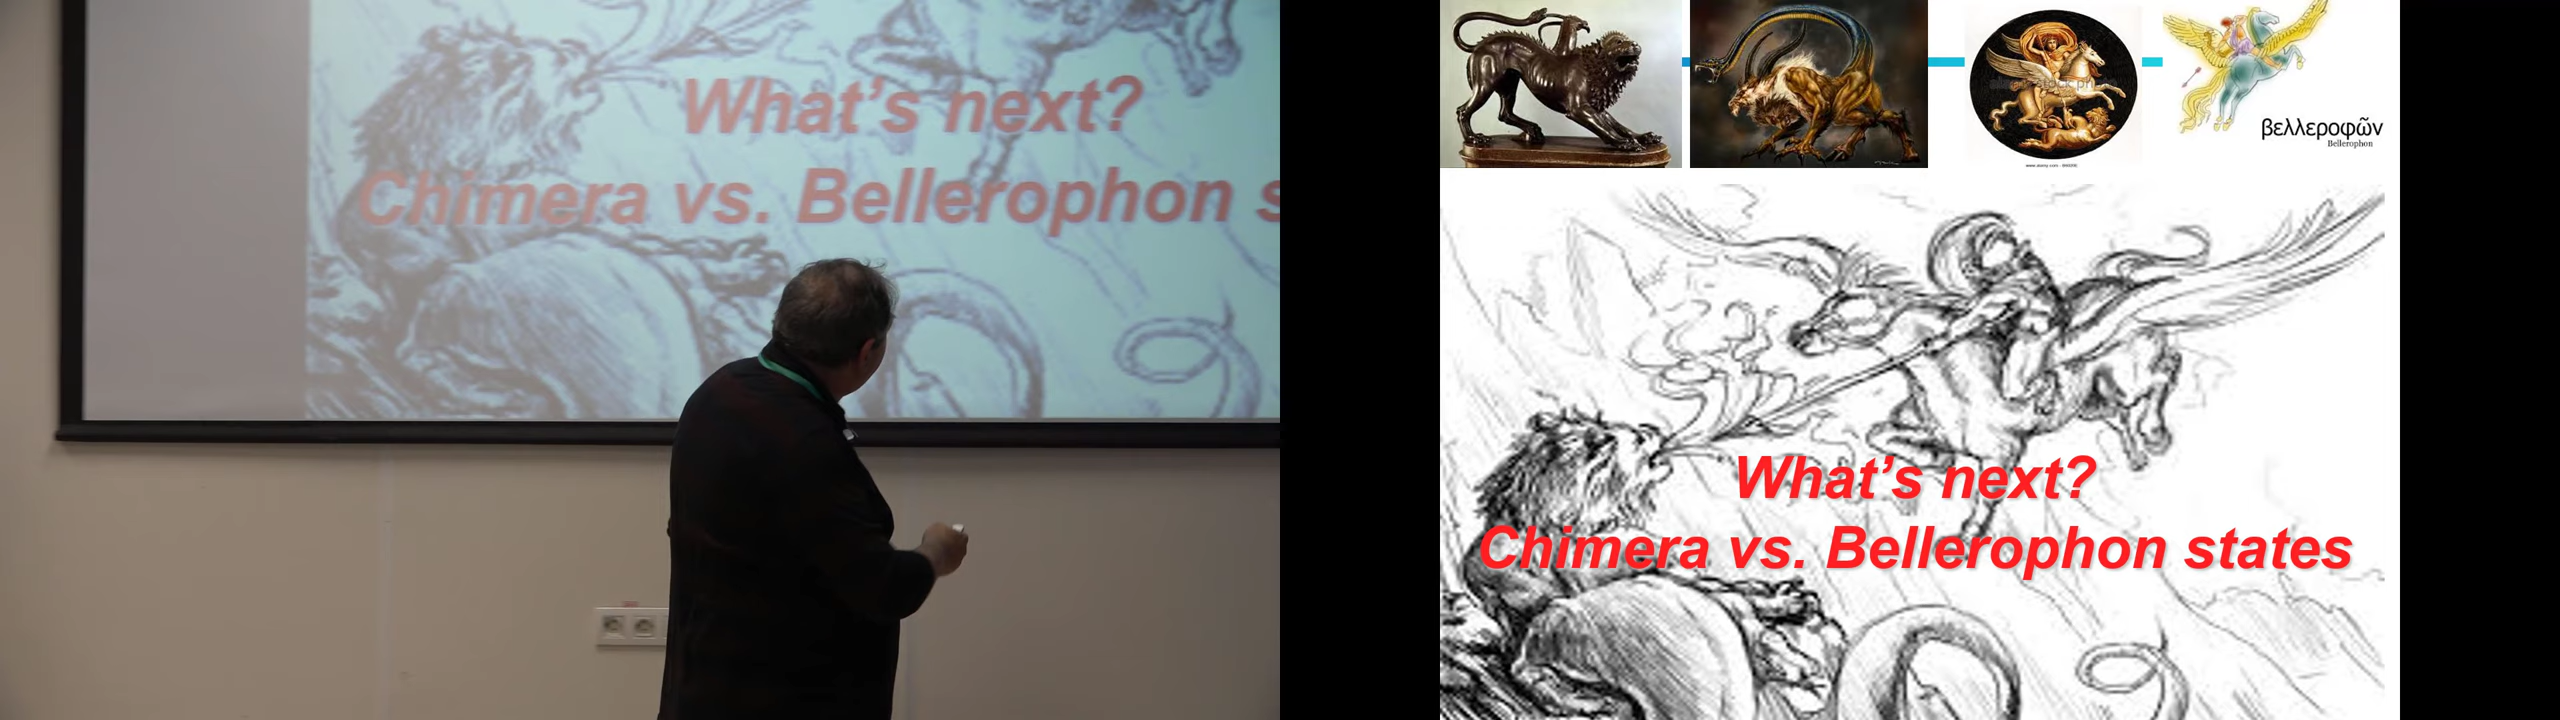 What's next?
Chimera vs. Bellerophon s
βελλεροφῶν
Bellerophon
What's next?
Chimera vs. Bellerophon states